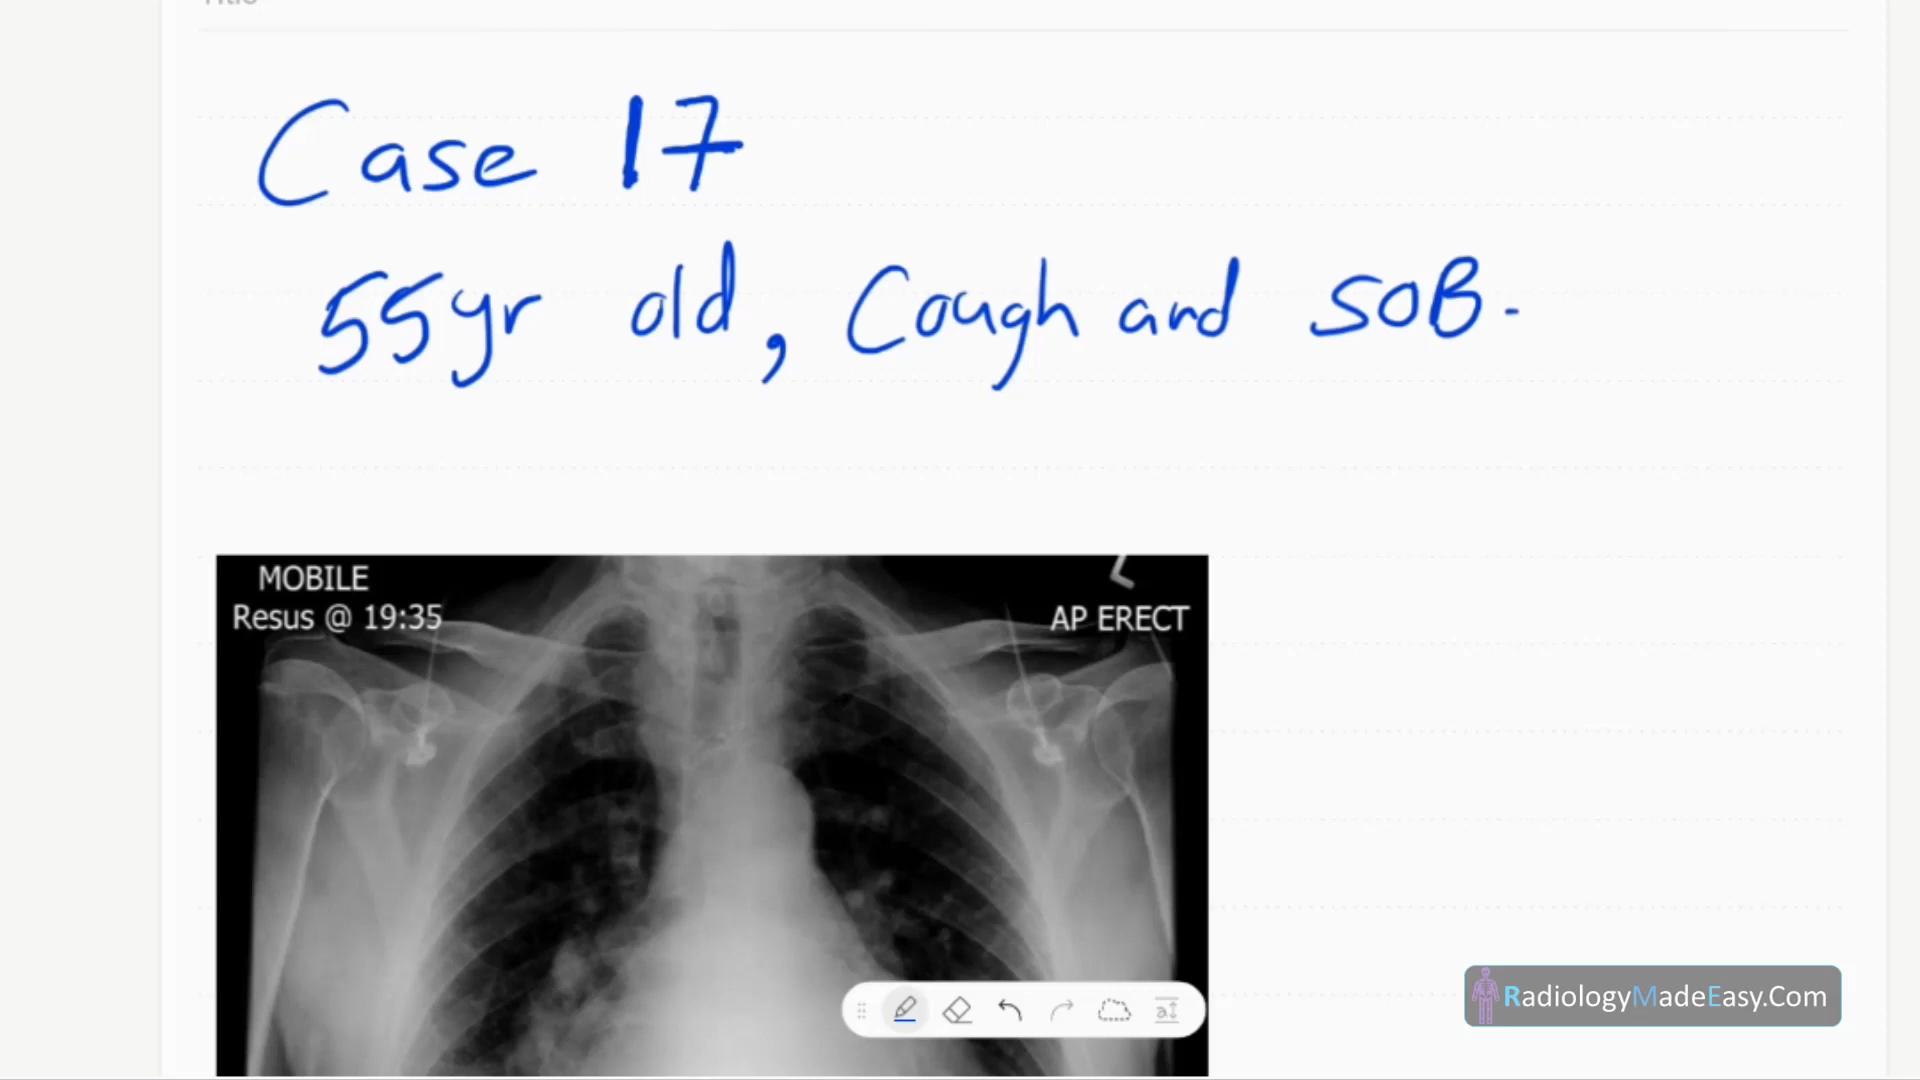 Case 17
55yr old, Cough and SOB.
MOBILE
Resus @ 19:35
L
AP ERECT
RadiologyMadeEasy.Com